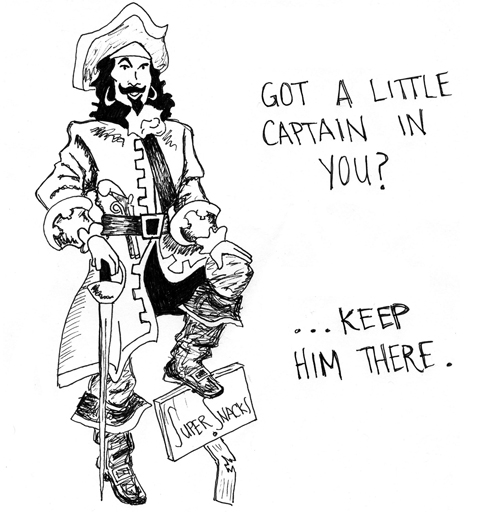 GOT A LITTLE
CAPTAIN IN
YOU?
...KEEP
HIM THERE.
SUPER SNACKS